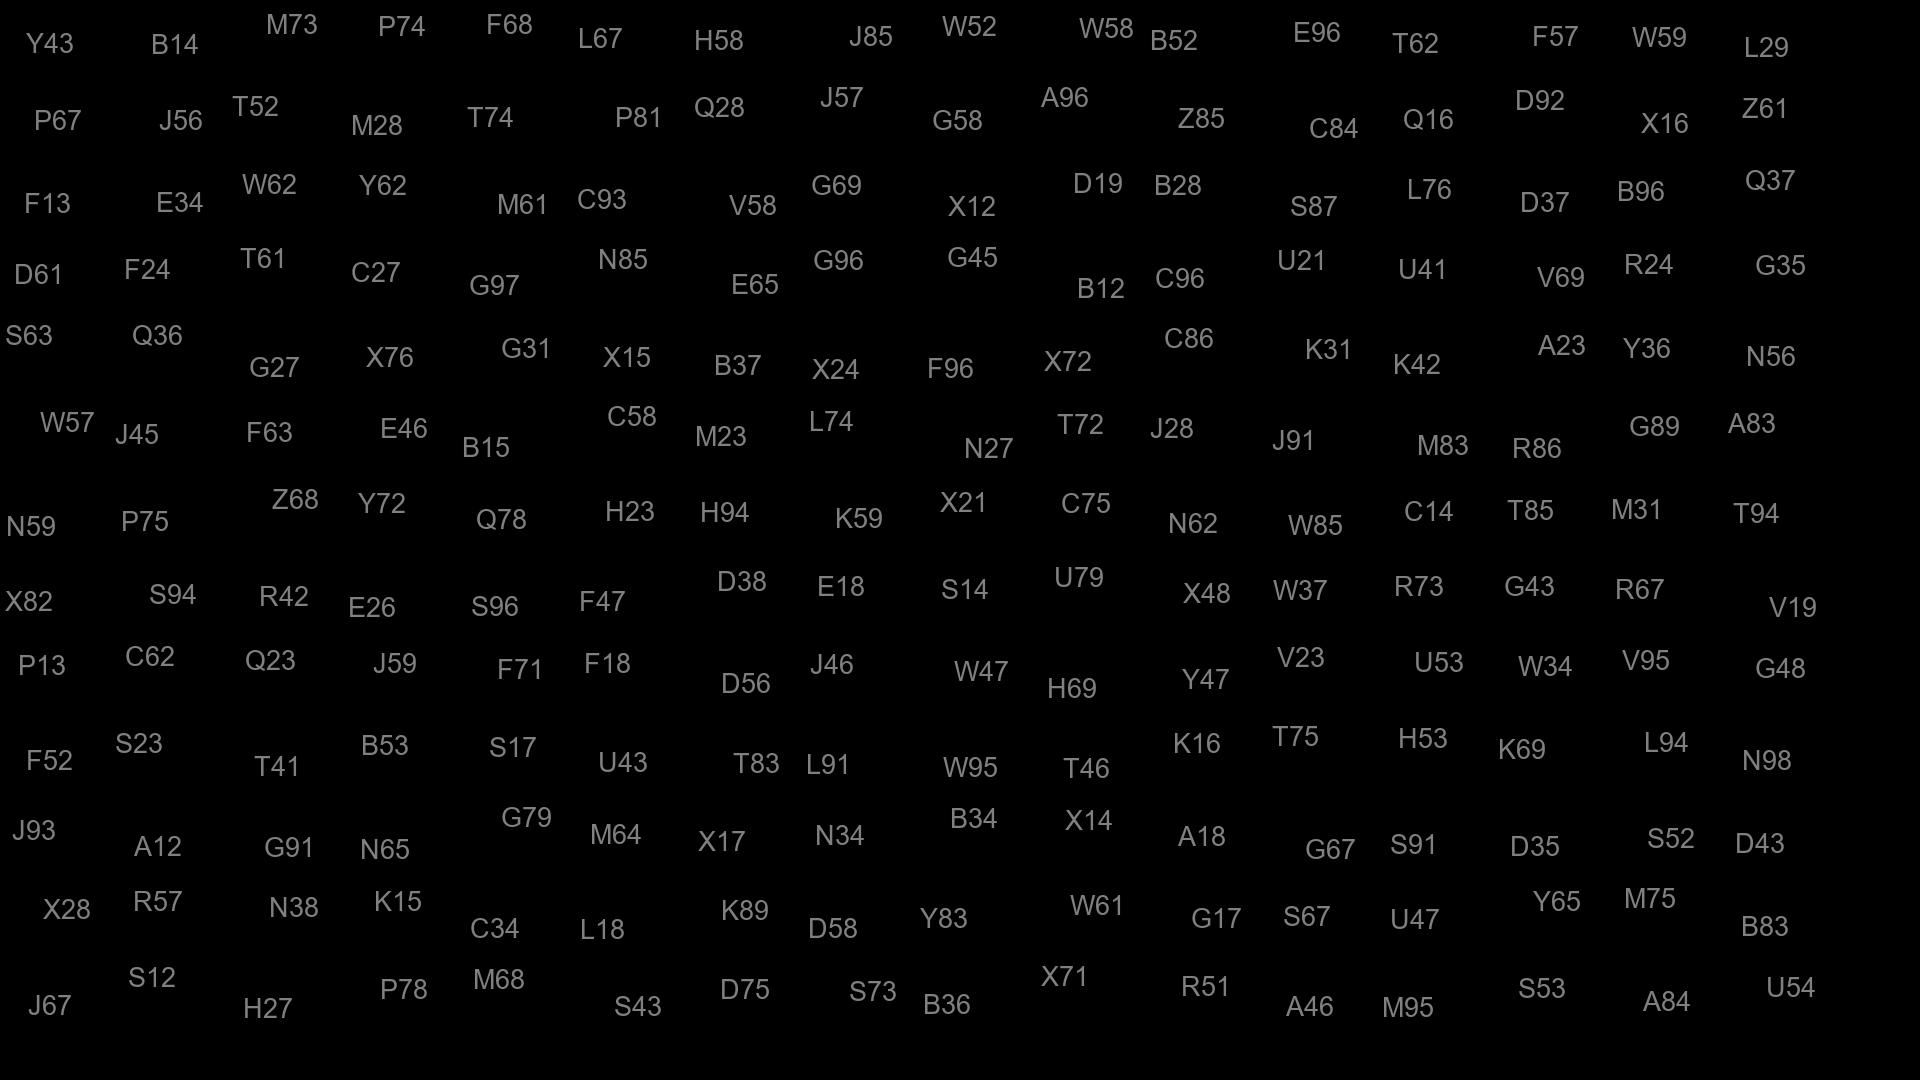 Y43 B14 M73 P74 F68 L67 H58 J85 W52 W58 B52 E96 T62 F57 W59 L29
P67 J56 T52 M28 T74 P81 Q28 J57 G58 A96 Z85 C84 Q16 D92 X16 Z61
F13 E34 W62 Y62 M61 C93 V58 G69 X12 D19 B28 S87 L76 D37 B96 Q37
D61 F24 T61 C27 G97 N85 E65 G96 G45 B12 C96 U21 U41 V69 R24 G35
S63 Q36 G27 X76 G31 X15 B37 X24 F96 X72 C86 K31 K42 A23 Y36 N56
W57 J45 F63 E46 B15 C58 M23 L74 N27 T72 J28 J91 M83 R86 G89 A83
N59 P75 Z68 Y72 Q78 H23 H94 K59 X21 C75 N62 W85 C14 T85 M31 T94
X82 S94 R42 E26 S96 F47 D38 E18 S14 U79 X48 W37 R73 G43 R67 V19
P13 C62 Q23 J59 F71 F18 D56 J46 W47 H69 Y47 V23 U53 W34 V95 G48
F52 S23 T41 B53 S17 U43 T83 L91 W95 T46 K16 T75 H53 K69 L94 N98
J93 A12 G91 N65 G79 M64 X17 N34 B34 X14 A18 G67 S91 D35 S52 D43
X28 R57 N38 K15 C34 L18 K89 D58 Y83 W61 G17 S67 U47 Y65 M75 B83
J67 S12 H27 P78 M68 S43 D75 S73 B36 X71 R51 A46 M95 S53 A84 U54